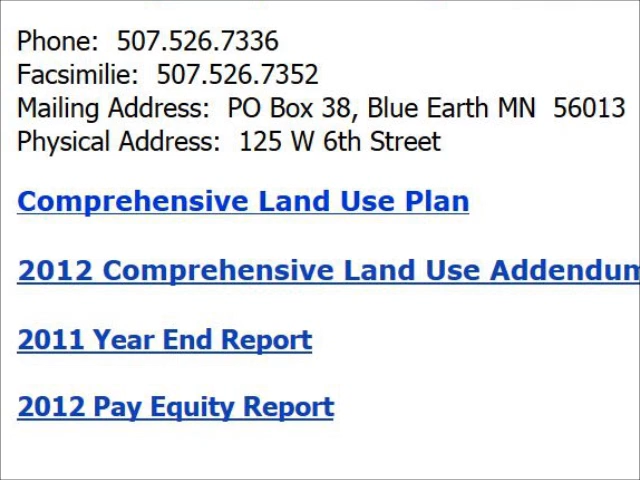 Phone: 507.526.7336
Facsimilie: 507.526.7352
Mailing Address: PO Box 38, Blue Earth MN 56013
Physical Address: 125 W 6th Street
Comprehensive Land Use Plan
2012 Comprehensive Land Use Addendum
2011 Year End Report
2012 Pay Equity Report